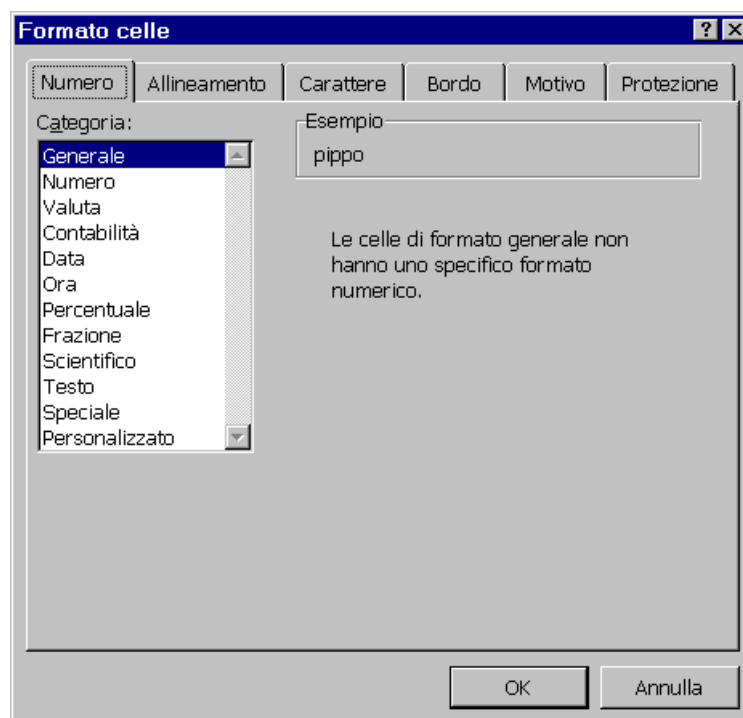 Formato celle
Numero Allineamento Carattere Bordo Motivo Protezione
Categoria:
Generale
Numero
Valuta
Contabilità
Data
Ora
Percentuale
Frazione
Scientifico
Testo
Speciale
Personalizzato
Esempio
pippo
Le celle di formato generale non
hanno uno specifico formato
numerico.
OK Annulla